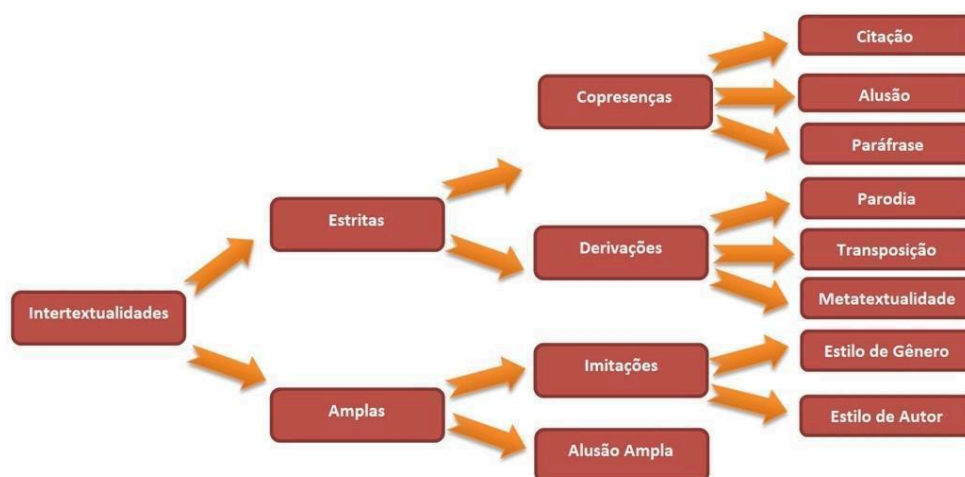 Citação
Copresenças
Alusão
Paráfrase
Parodia
Estritas
Derivações
Transposição
Metatextualidade
Intertextualidades
Estilo de Gênero
Imitações
Amplas
Estilo de Autor
Alusão Ampla